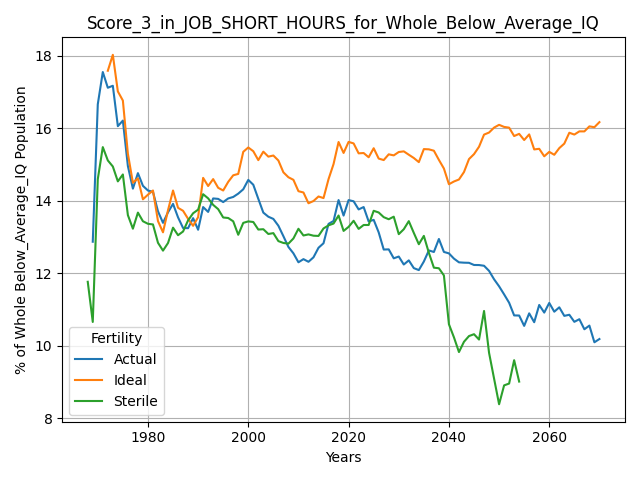 Score_3_in_JOB_SHORT_HOURS_for_Whole_Below_Average_IQ
% of Whole Below_Average_IQ Population
18
16
14
12
10
8
Fertility
Actual
Ideal
Sterile
1980
2000
2020
2040
2060
Years